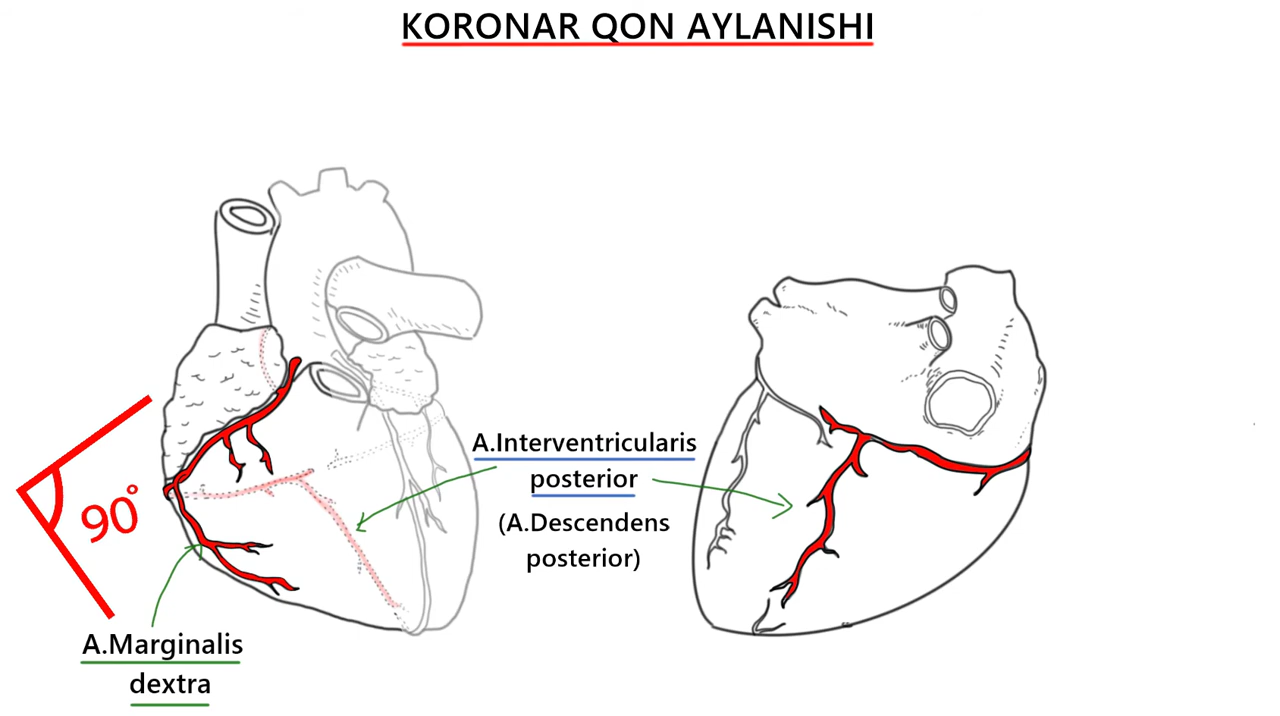 KORONAR QON AYLANISHI
A.Interventricularis
posterior
(A.Descendens
posterior)
90°
A.Marginalis
dextra